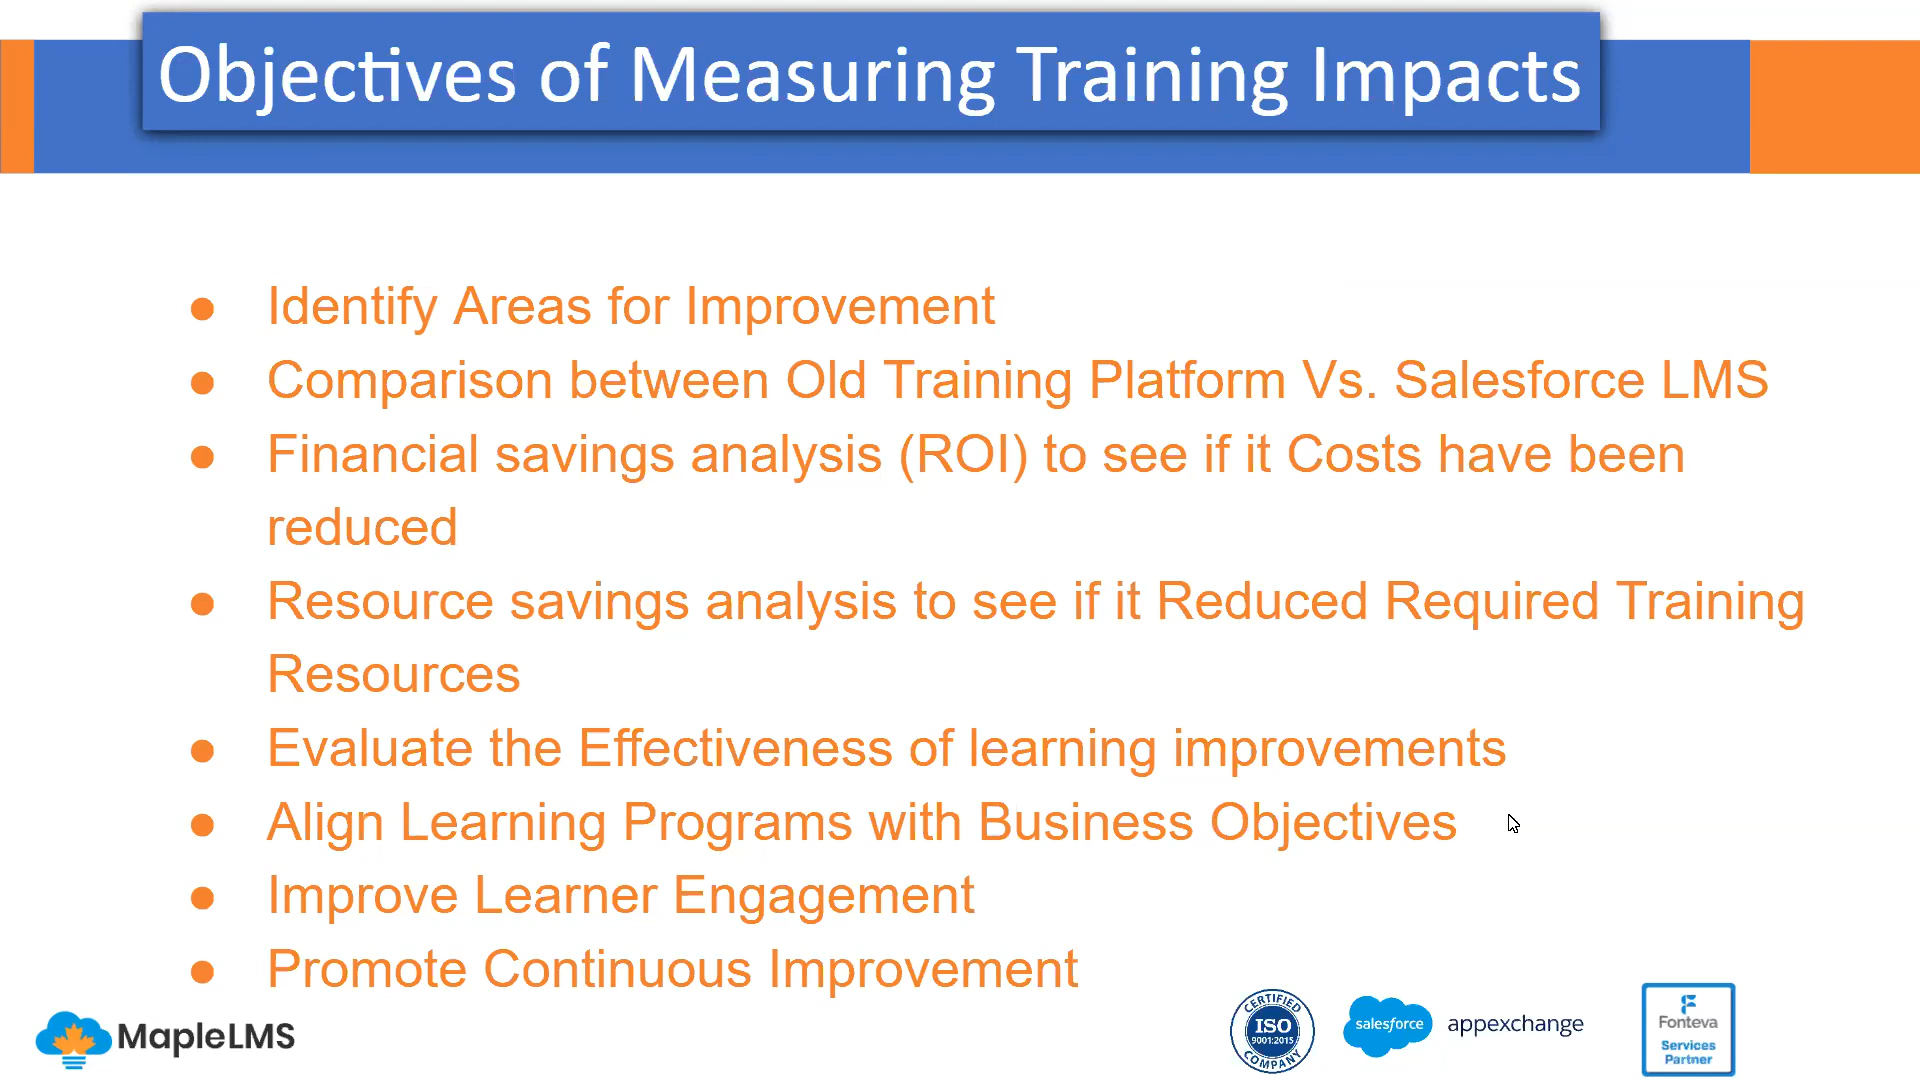 Objectives of Measuring Training Impacts
● Identify Areas for Improvement
● Comparison between Old Training Platform Vs. Salesforce LMS
● Financial savings analysis (ROI) to see if it Costs have been
reduced
● Resource savings analysis to see if it Reduced Required Training
Resources
● Evaluate the Effectiveness of learning improvements
● Align Learning Programs with Business Objectives
● Improve Learner Engagement
● Promote Continuous Improvement
MapleLMS
CERTIFIED
ISO
9001:2015
COMPANY
salesforce
appexchange
Fonteva
Services
Partner